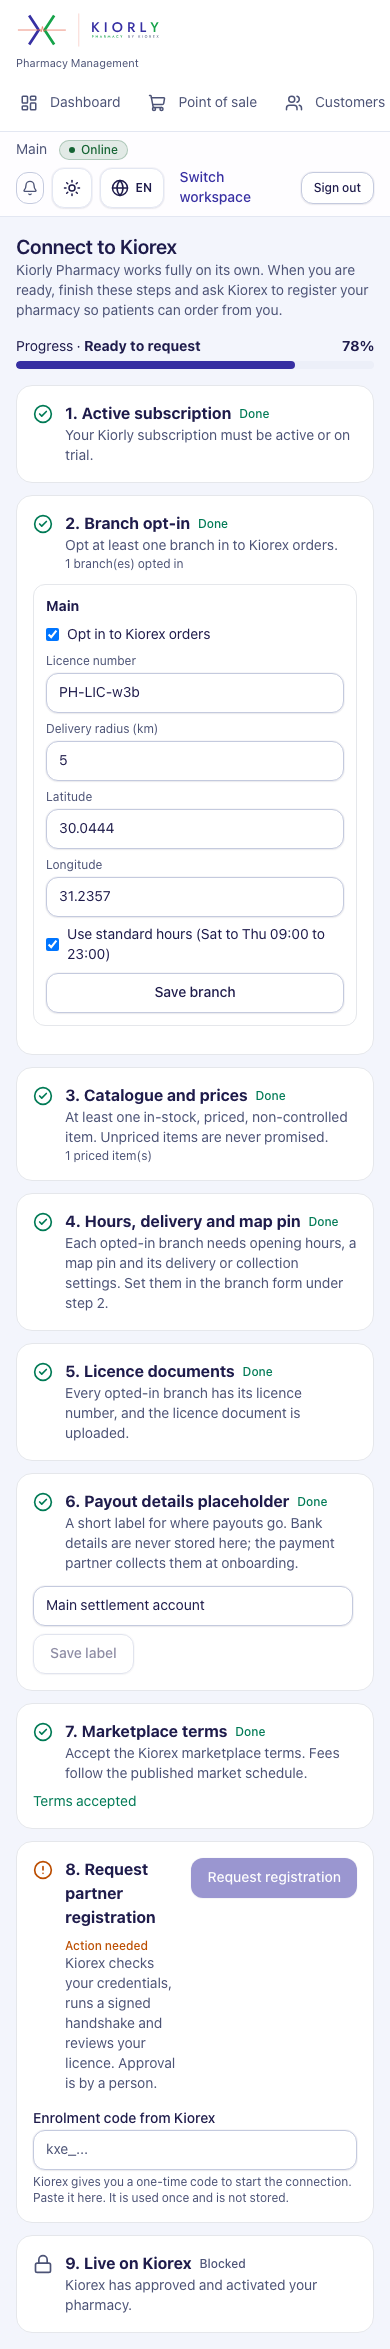 KIORLY
PHARMACY BY KIOREX
Pharmacy Management
Dashboard
Point of sale
Customers
Main
Online
EN
Switch
workspace
Sign out
Connect to Kiorex
Kiorly Pharmacy works fully on its own. When you are
ready, finish these steps and ask Kiorex to register your
pharmacy so patients can order from you.
Progress · Ready to request
78%
1. Active subscription Done
Your Kiorly subscription must be active or on
trial.
2. Branch opt-in Done
Opt at least one branch in to Kiorex orders.
1 branch(es) opted in
Main
Opt in to Kiorex orders
Licence number
PH-LIC-w3b
Delivery radius (km)
5
Latitude
30.0444
Longitude
31.2357
Use standard hours (Sat to Thu 09:00 to
23:00)
Save branch
3. Catalogue and prices Done
At least one in-stock, priced, non-controlled
item. Unpriced items are never promised.
1 priced item(s)
4. Hours, delivery and map pin Done
Each opted-in branch needs opening hours, a
map pin and its delivery or collection
settings. Set them in the branch form under
step 2.
5. Licence documents Done
Every opted-in branch has its licence
number, and the licence document is
uploaded.
6. Payout details placeholder Done
A short label for where payouts go. Bank
details are never stored here; the payment
partner collects them at onboarding.
Main settlement account
Save label
7. Marketplace terms Done
Accept the Kiorex marketplace terms. Fees
follow the published market schedule.
Terms accepted
8. Request
partner
registration
Request registration
Action needed
Kiorex checks
your credentials,
runs a signed
handshake and
reviews your
licence. Approval
is by a person.
Enrolment code from Kiorex
kxe_...
Kiorex gives you a one-time code to start the connection.
Paste it here. It is used once and is not stored.
9. Live on Kiorex Blocked
Kiorex has approved and activated your
pharmacy.